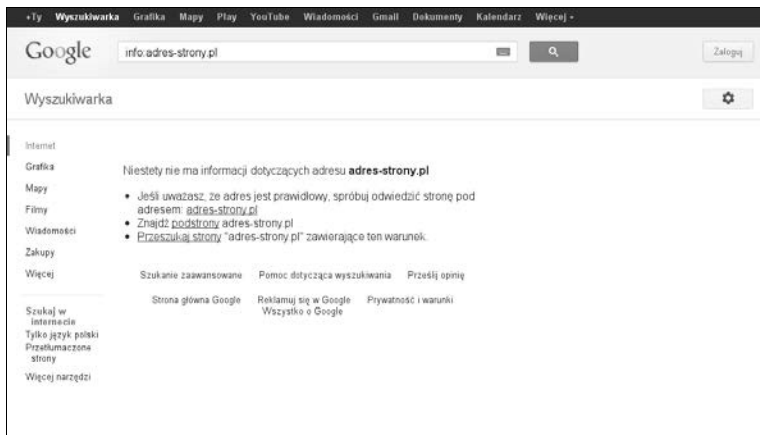 +Ty Wyszukiwarka Grafika Mapy Play YouTube Wiadomości Gmail Dokumenty Kalendarz Więcej
Google info:adres-strony.pl Zaloguj
Wyszukiwarka
Internet
Grafika
Mapy
Filmy
Wiadomości
Zakupy
Więcej
Szukaj w
internecie
Tylko język polski
Przetłumaczone
strony
Więcej narzędzi
Niestety nie ma informacji dotyczących adresu adres-strony.pl
• Jeśli uważasz, że adres jest prawidłowy, spróbuj odwiedzić stronę pod
adresem: adres-strony.pl
• Znajdź podstrony adres-strony.pl
• Przeszukaj strony "adres-strony.pl" zawierające ten warunek.
Szukanie zaawansowane Pomoc dotycząca wyszukiwania Prześlij opinię
Strona główna Google Reklamuj się w Google Prywatność i warunki
Wszystko o Google